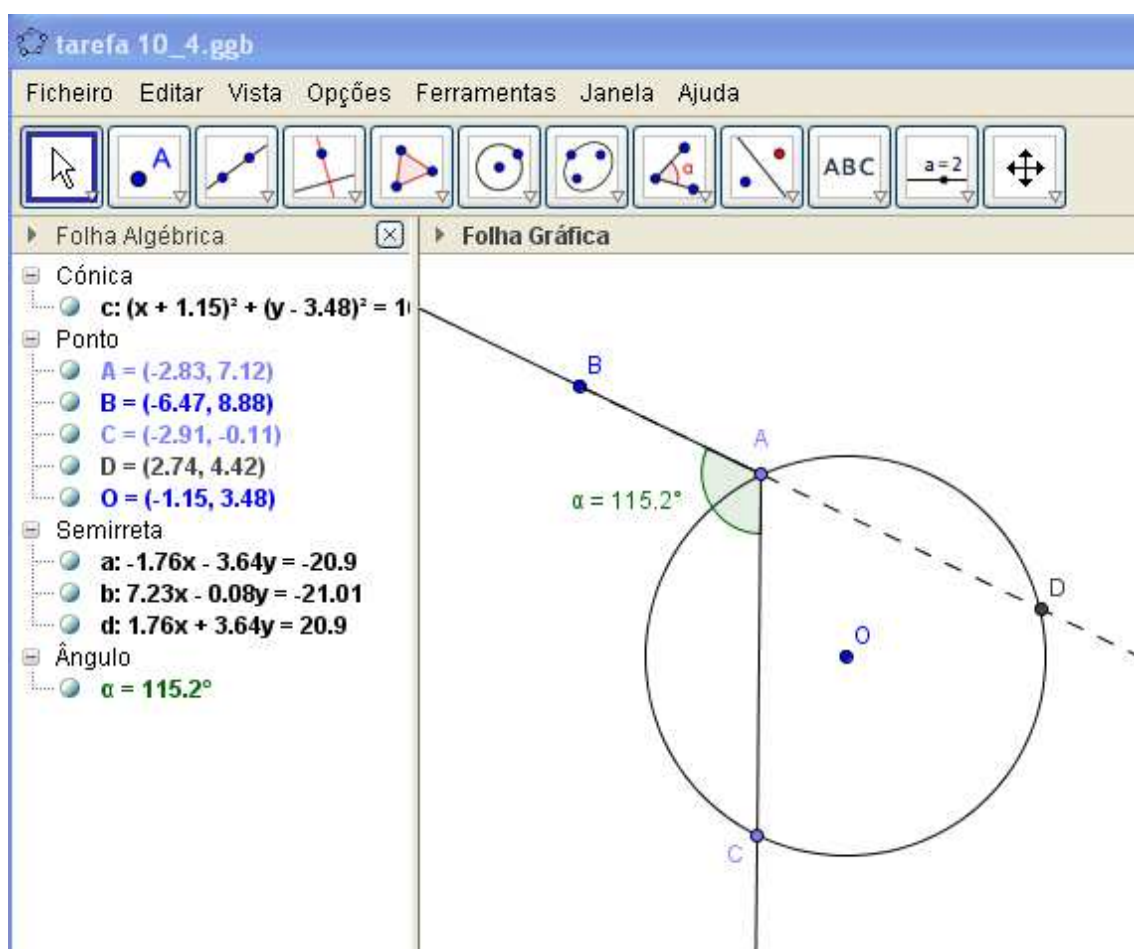 tarefa 10_4.ggb
Ficheiro Editar Vista Opções Ferramentas Janela Ajuda
A
α
ABC
a=2
Folha Algébrica
Folha Gráfica
Cónica
c: (x + 1.15)² + (y - 3.48)² = 1
Ponto
A = (-2.83, 7.12)
B = (-6.47, 8.88)
C = (-2.91, -0.11)
D = (2.74, 4.42)
O = (-1.15, 3.48)
Semirreta
a: -1.76x - 3.64y = -20.9
b: 7.23x - 0.08y = -21.01
d: 1.76x + 3.64y = 20.9
Ângulo
α = 115.2°
B
A
α = 115.2°
D
O
C